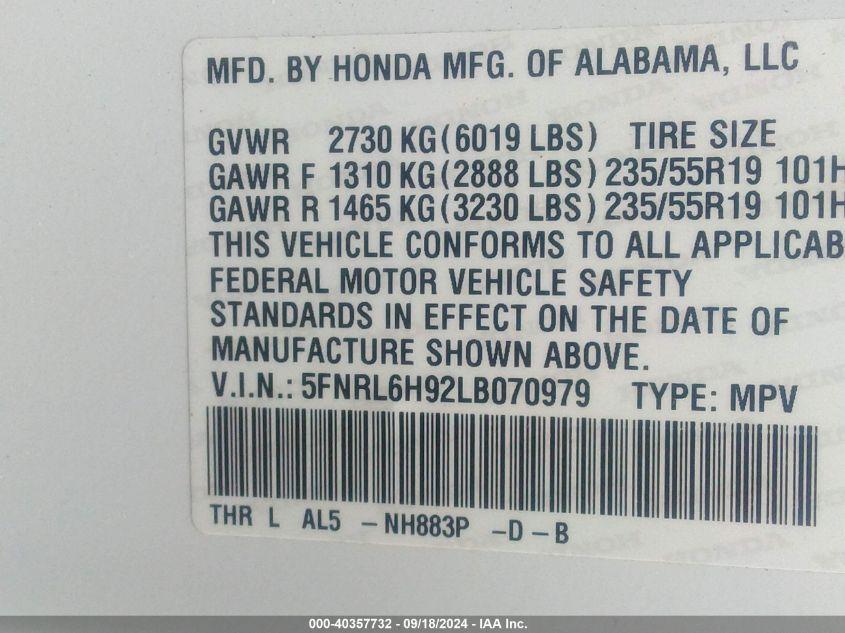 MFD. BY HONDA MFG. OF ALABAMA, LLC
GVWR 2730 KG (6019 LBS) TIRE SIZE
GAWR F 1310 KG (2888 LBS) 235/55R19 101H
GAWR R 1465 KG (3230 LBS) 235/55R19 101H
THIS VEHICLE CONFORMS TO ALL APPLICAB
FEDERAL MOTOR VEHICLE SAFETY
STANDARDS IN EFFECT ON THE DATE OF
MANUFACTURE SHOWN ABOVE.
V.I.N.: 5FNRL6H92LB070979 TYPE: MPV
THR L AL5 -NH883P -D-B
000-40357732 - 09/18/2024 - IAA Inc.